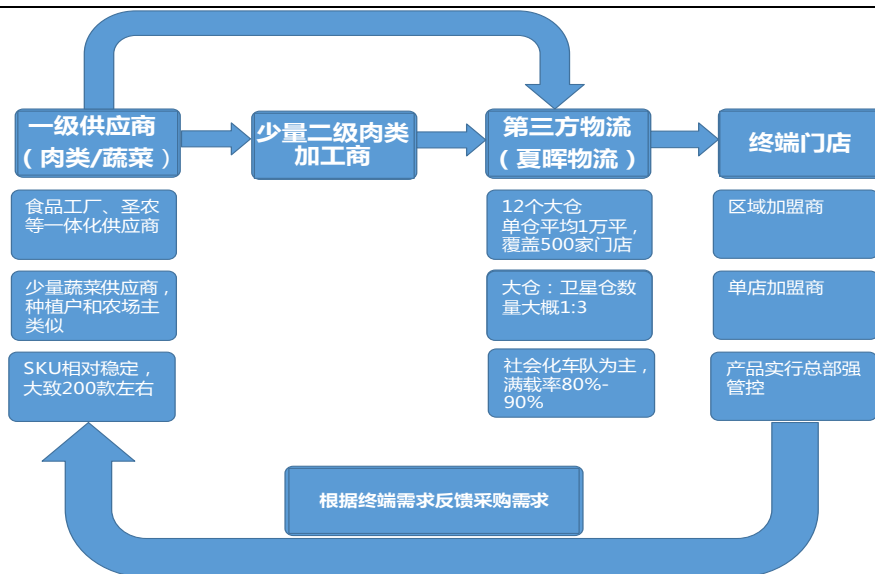 一级供应商
（肉类/蔬菜）
少量二级肉类
加工商
第三方物流
（夏晖物流）
终端门店
食品工厂、圣农
等一体化供应商
少量蔬菜供应商，
种植户和农场主
类似
SKU相对稳定，
大致200款左右
12个大仓
单仓平均1万平，
覆盖500家门店
大仓：卫星仓数
量大概1:3
社会化车队为主，
满载率80%-
90%
区域加盟商
单店加盟商
产品实行总部强
管控
根据终端需求反馈采购需求